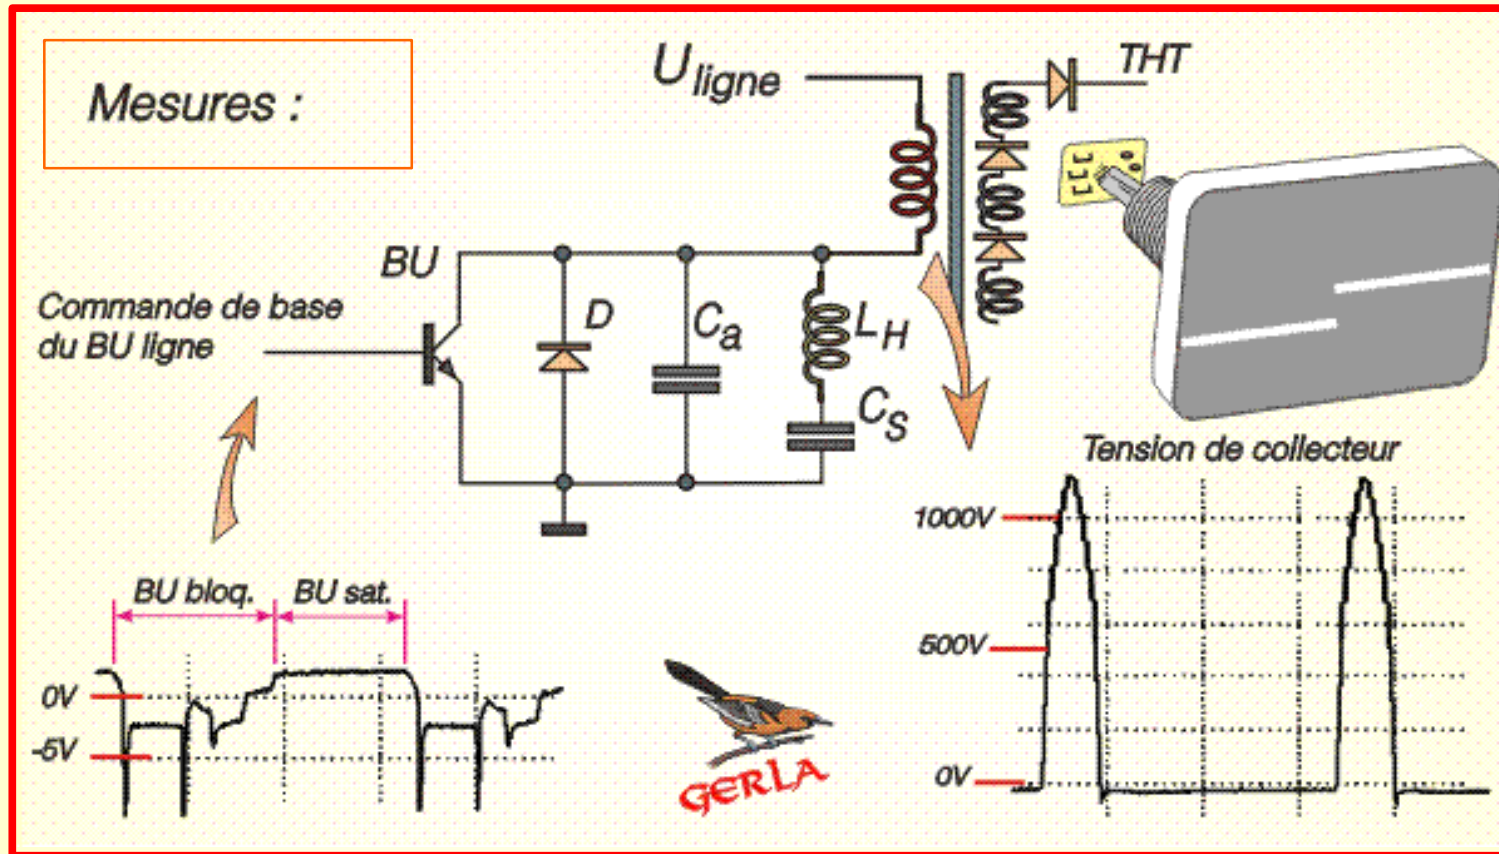 Mesures :
U ligne
THT
BU
Commande de base
du BU ligne
D
Ca
LH
CS
Tension de collecteur
1000V
500V
0V
BU bloq.
BU sat.
0V
-5V
GERLA